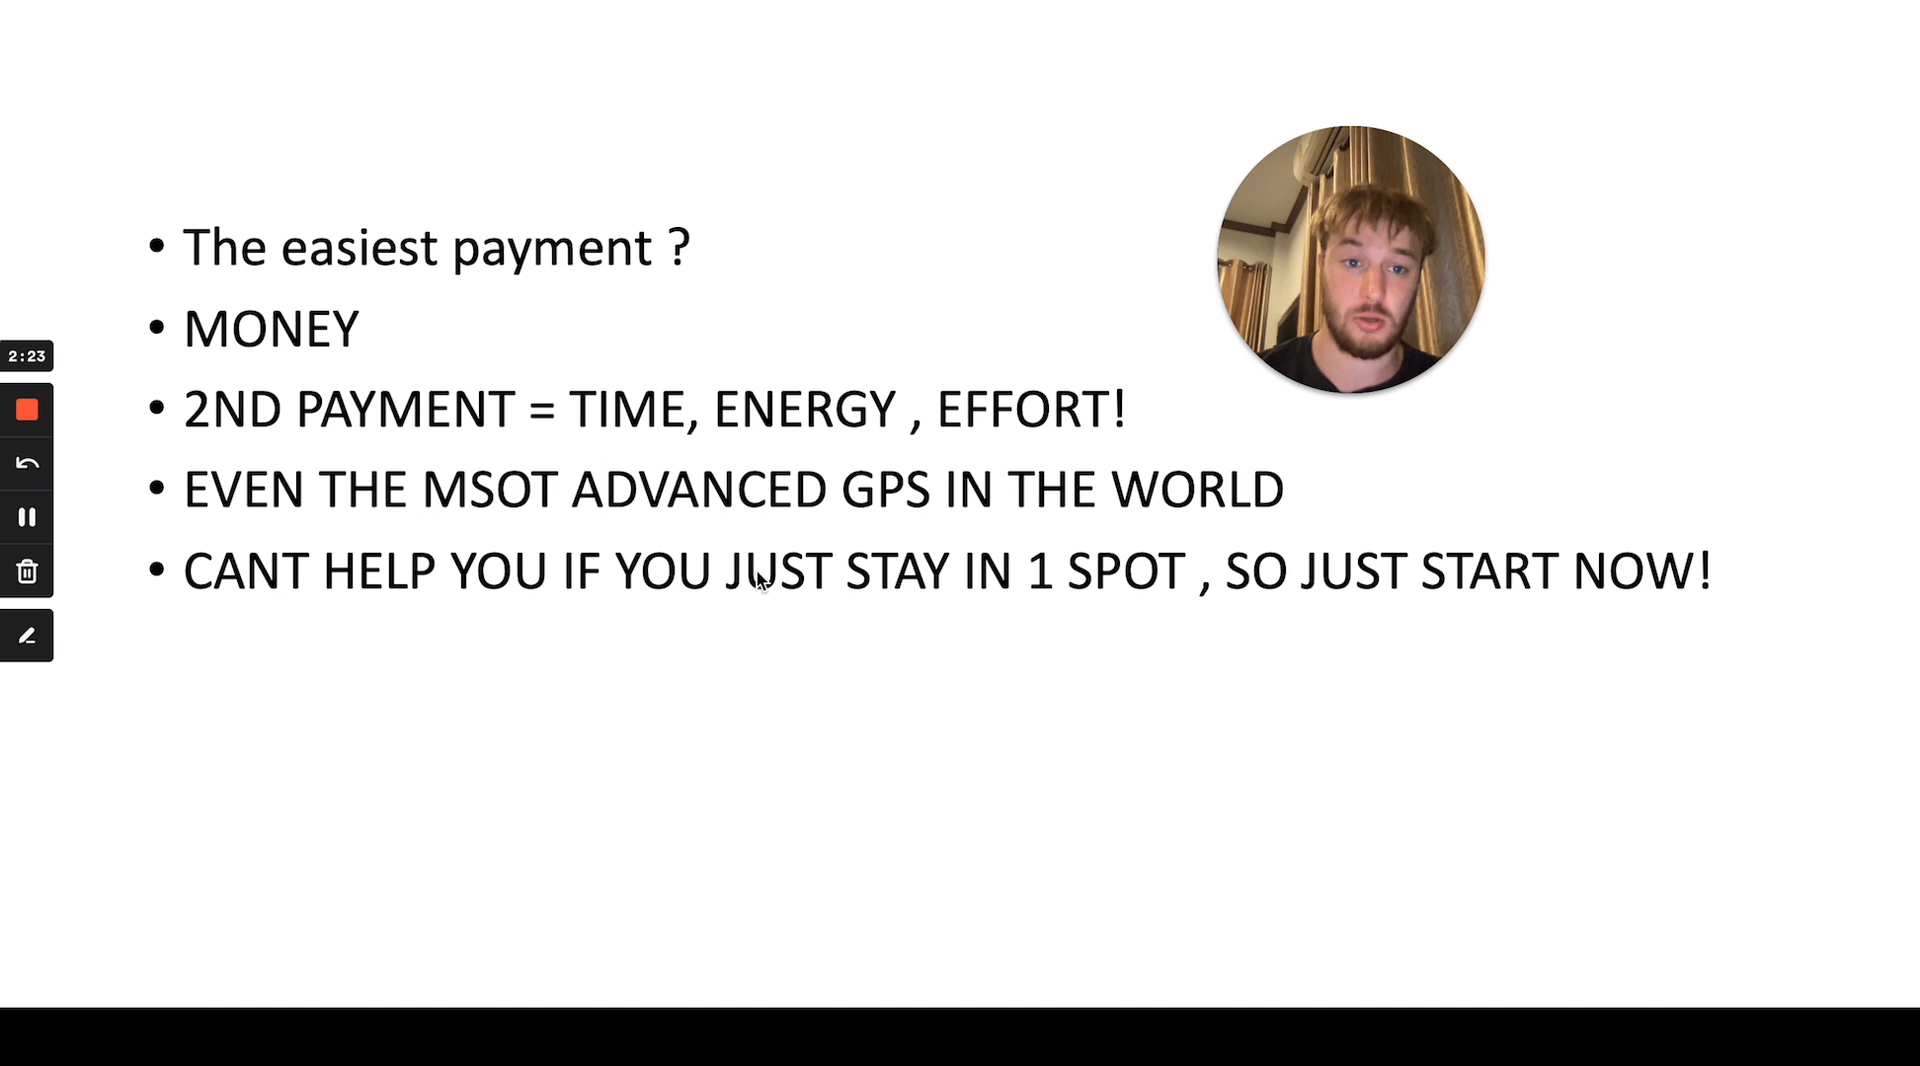 • The easiest payment ?
• MONEY
2:23
• 2ND PAYMENT = TIME, ENERGY , EFFORT!
• EVEN THE MSOT ADVANCED GPS IN THE WORLD
• CANT HELP YOU IF YOU JUST STAY IN 1 SPOT , SO JUST START NOW!